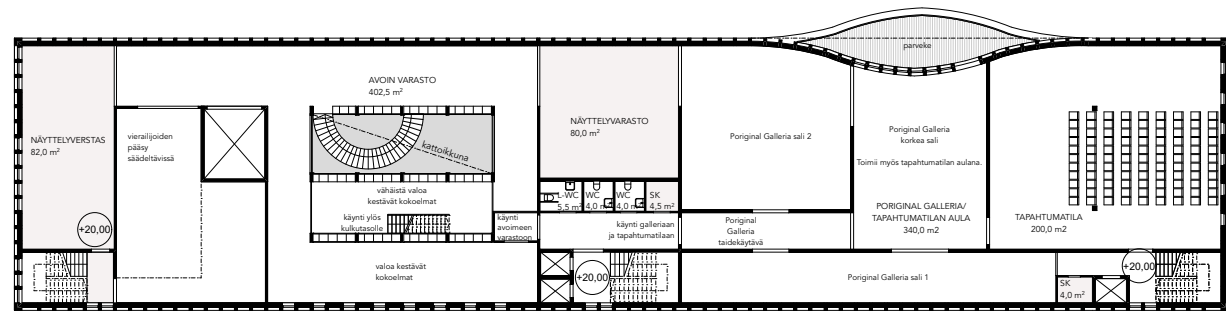 parveke
AVOIN VARASTO
402,5 m²
NÄYTTELYVERSTAS
82,0 m²
vierailijoiden
pääsy
säädeltävissä
kattoikkuna
NÄYTTELYVARASTO
80,0 m²
Poriginal Galleria sali 2
Poriginal Galleria
korkea sali
Toimii myös tapahtumatilan aulana.
vähäistä valoa
kestävät kokoelmat
L-WC
5,5 m²
WC
4,0 m²
WC
4,0 m²
SK
4,5 m²
käynti ylös
kulkutasolle
käynti
avoimeen
varastoon
käynti galleriaan
ja tapahtumatilaan
Poriginal
Galleria
taidekäytävä
PORIGINAL GALLERIA/
TAPAHTUMATILAN AULA
340,0 m2
TAPAHTUMATILA
200,0 m2
+20,00
valoa kestävät
kokoelmat
+20,00
Poriginal Galleria sali 1
+20,00
SK
4,0 m²